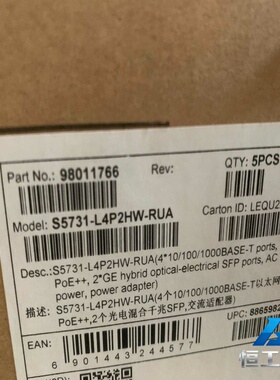 Part No.: 98011766
Rev:
QTY: 5PCS
Model: S5731-L4P2HW-RUA
Carton ID: LEQU2
Desc.:S5731-L4P2HW-RUA(4*10/100/1000BASE-T ports,
PoE++, 2*GE hybrid optical-electrical SFP ports, AC
power, power adapter)
描述: S5731-L4P2HW-RUA(4个10/100/1000BASE-T以太网
PoE++,2个光电混合千兆SFP,交流适配器)
EAN:
UPC: 8865982
6 901443 244577
恒工